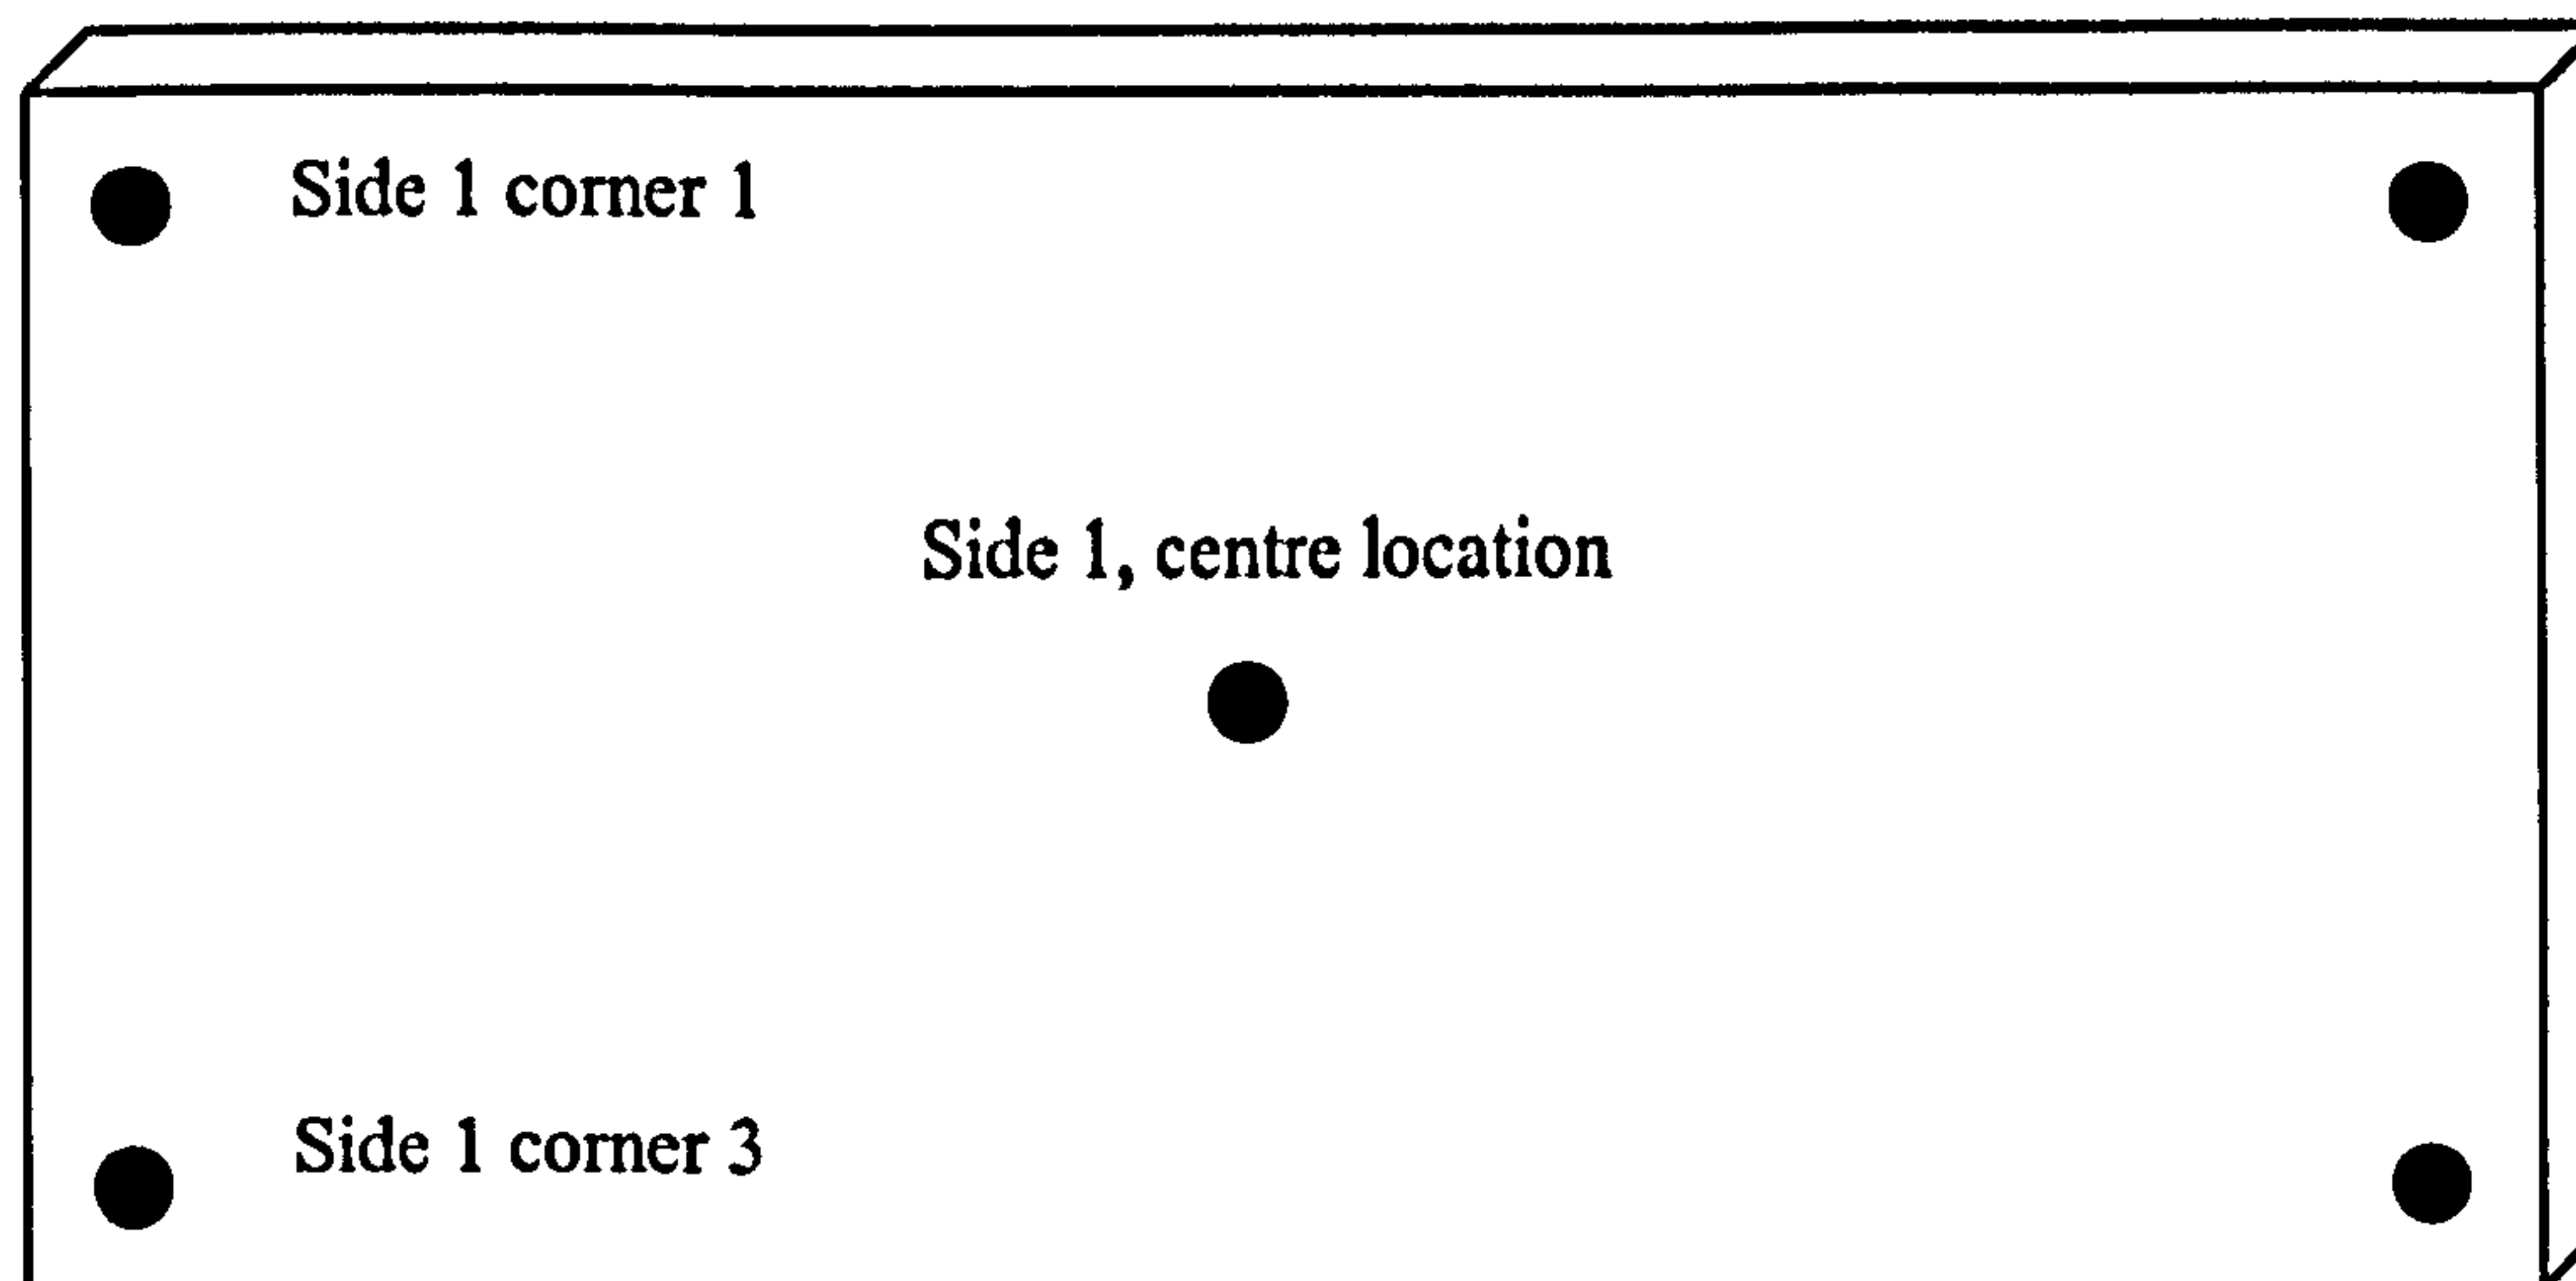 Side 1 corner 1
Side 1, centre location
Side 1 corner 3